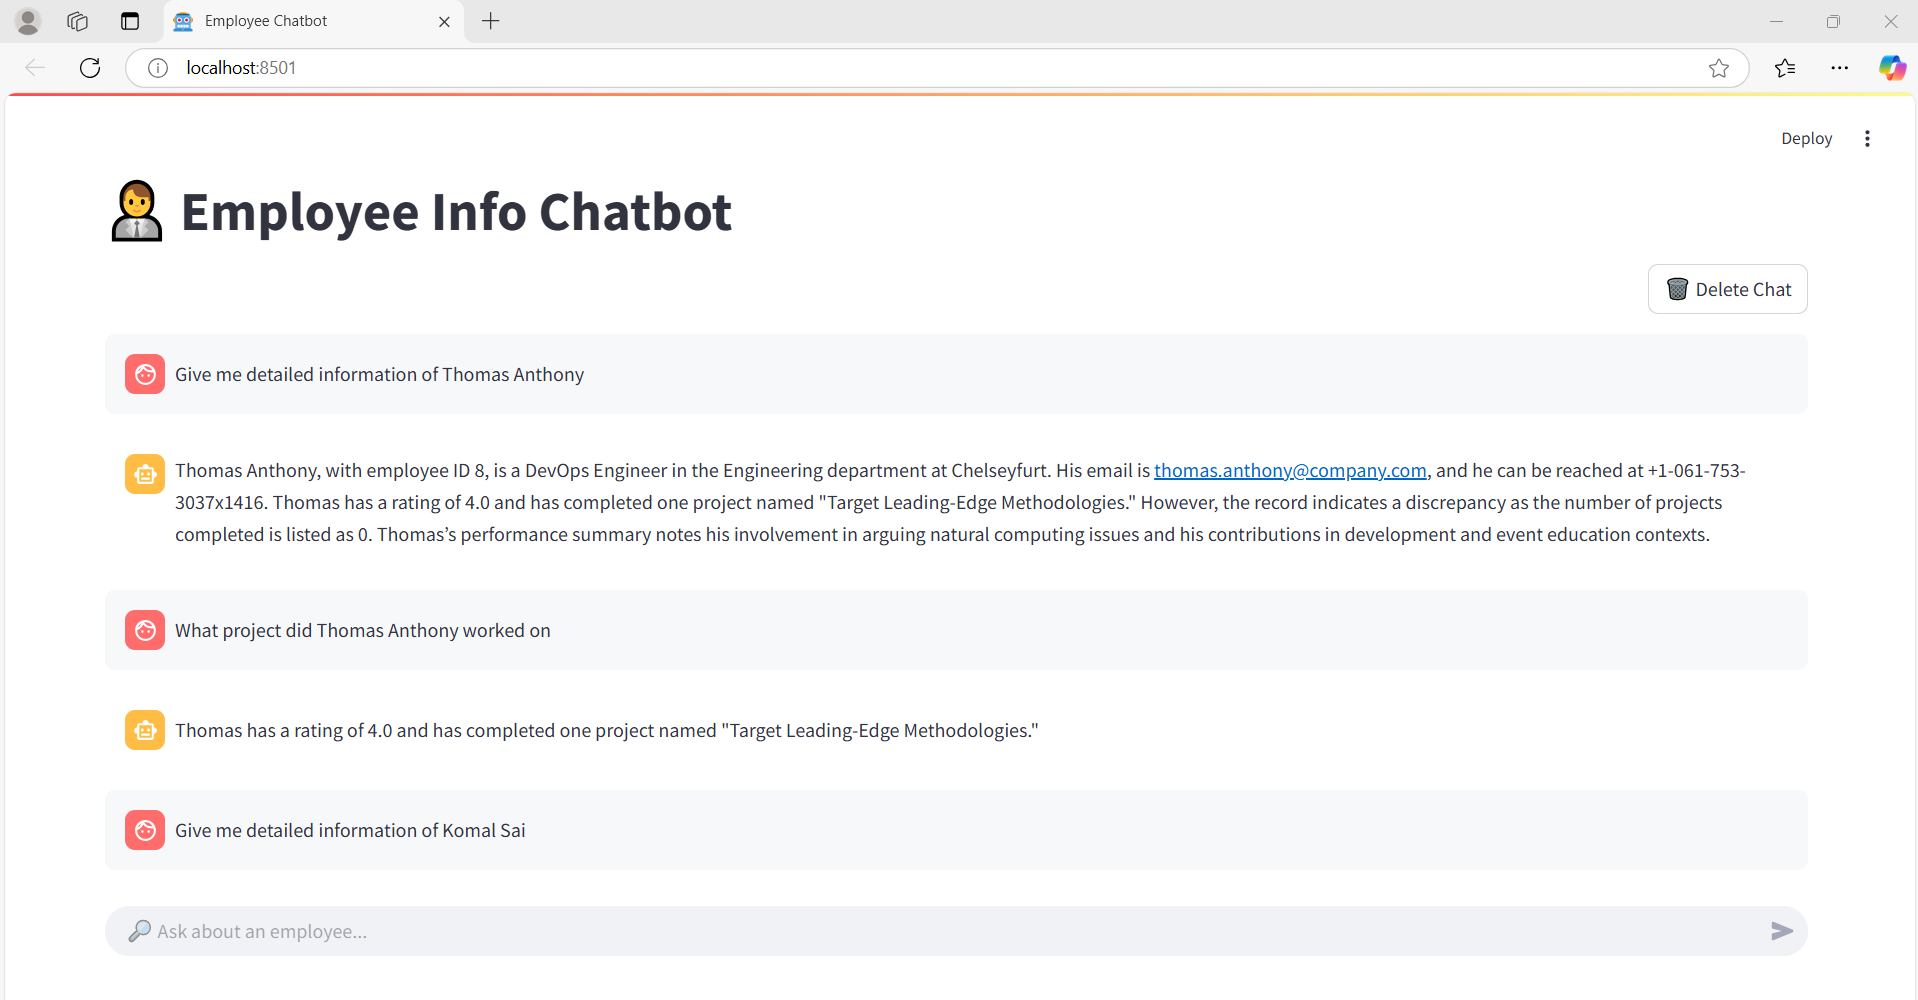 Employee Chatbot
localhost:8501
Deploy
Employee Info Chatbot
Delete Chat
Give me detailed information of Thomas Anthony
Thomas Anthony, with employee ID 8, is a DevOps Engineer in the Engineering department at Chelseyfurt. His email is thomas.anthony@company.com, and he can be reached at +1-061-753-
3037x1416. Thomas has a rating of 4.0 and has completed one project named "Target Leading-Edge Methodologies." However, the record indicates a discrepancy as the number of projects
completed is listed as 0. Thomas’s performance summary notes his involvement in arguing natural computing issues and his contributions in development and event education contexts.
What project did Thomas Anthony worked on
Thomas has a rating of 4.0 and has completed one project named "Target Leading-Edge Methodologies."
Give me detailed information of Komal Sai
Ask about an employee...